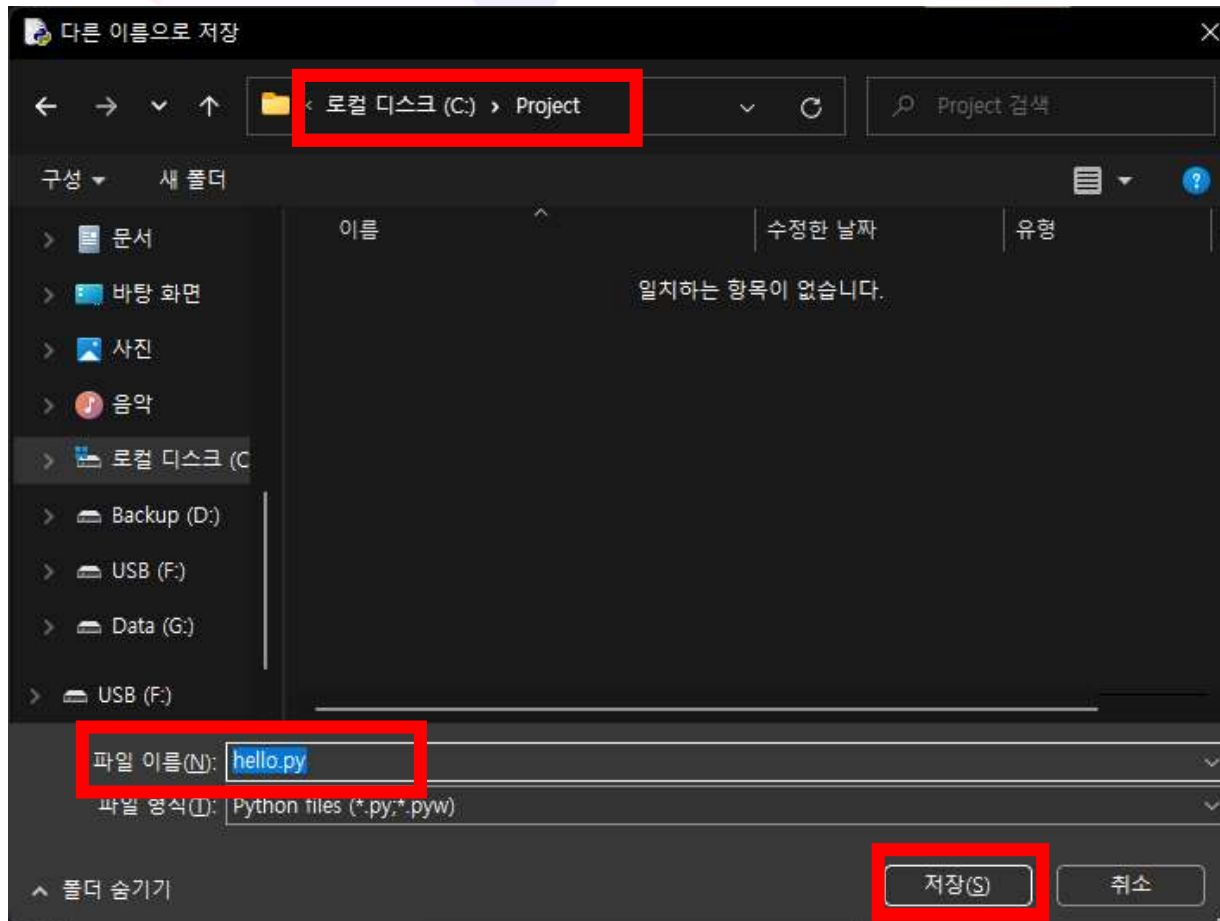 다른 이름으로 저장
로컬 디스크 (C:) › Project
Project 검색
구성
새 폴더
이름
수정한 날짜
유형
일치하는 항목이 없습니다.
문서
바탕 화면
사진
음악
로컬 디스크 (C
Backup (D:)
USB (F:)
Data (G:)
USB (F:)
파일 이름(N): hello.py
파일 형식(T): Python files (*.py;*.pyw)
폴더 숨기기
저장(S)
취소